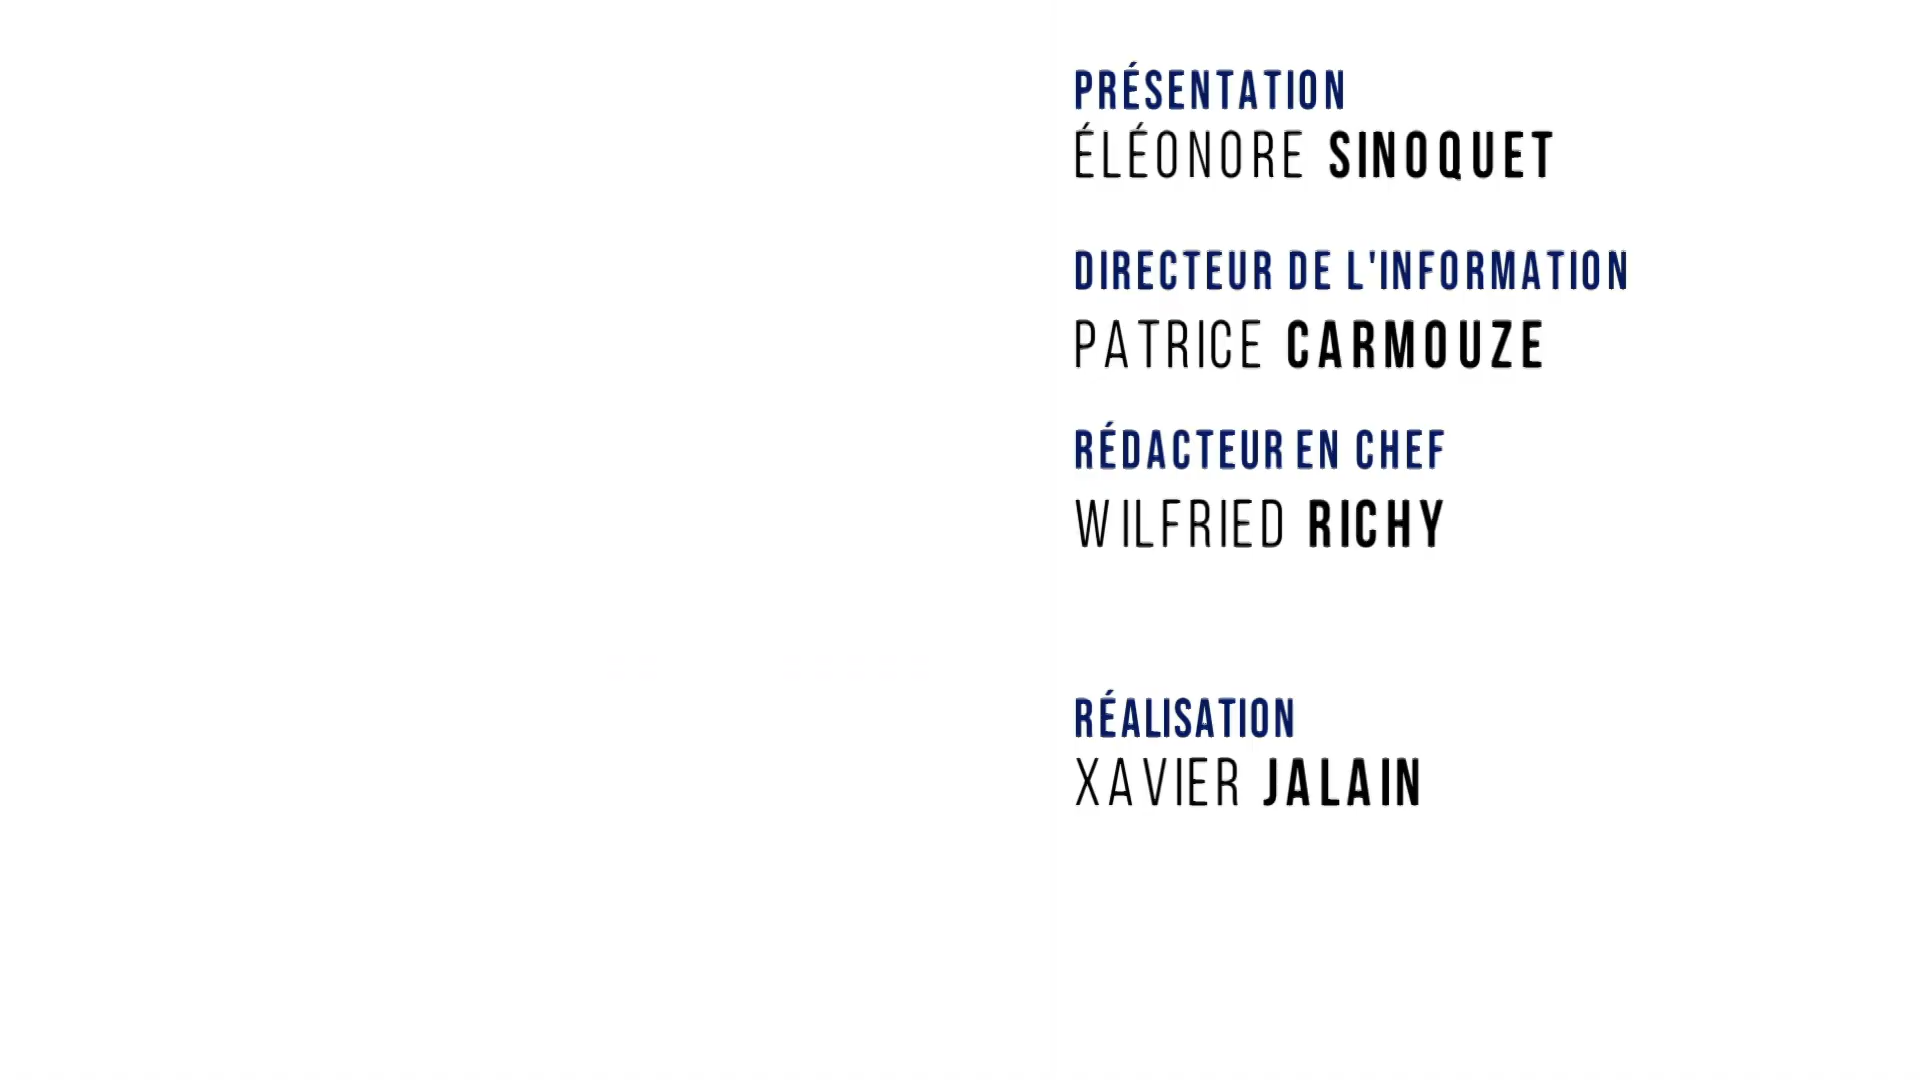 PRÉSENTATION
ÉLÉONORE SINOQUET
DIRECTEUR DE L'INFORMATION
PATRICE CARMOUZE
RÉDACTEUR EN CHEF
WILFRIED RICHY
RÉALISATION
XAVIER JALAIN